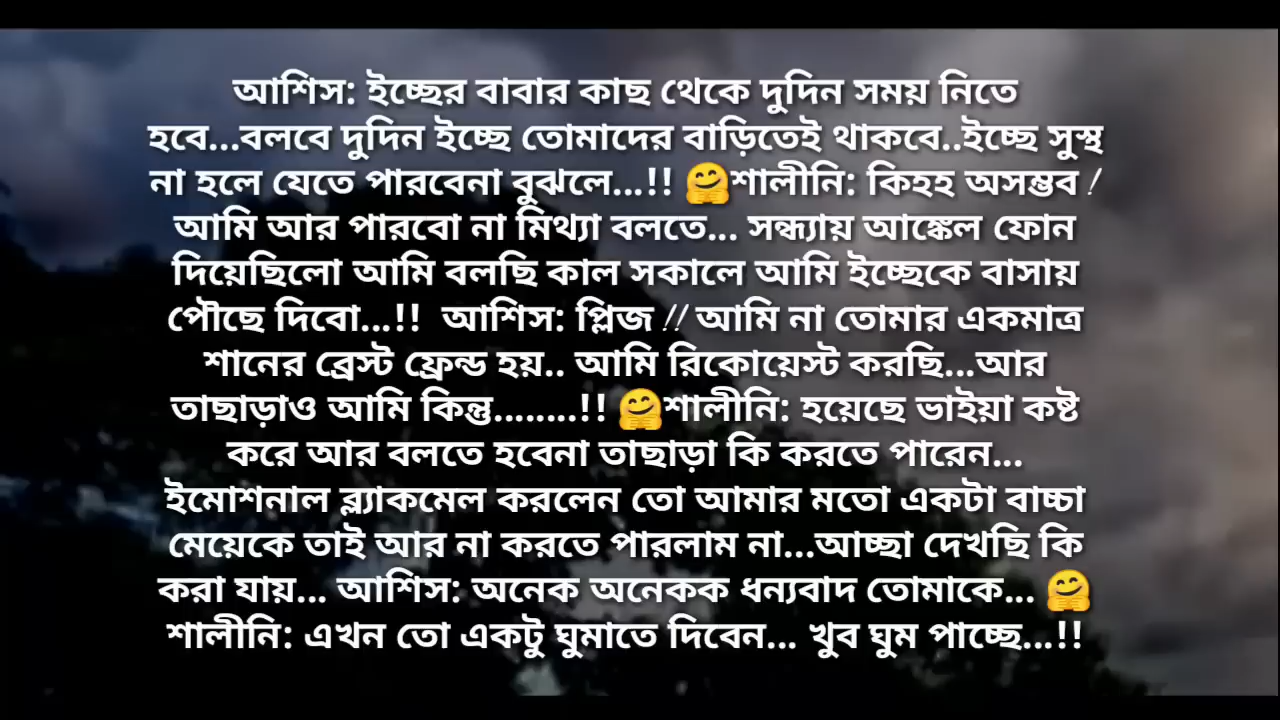 আশিস: ইচ্ছের বাবার কাছ থেকে দুদিন সময় নিতে
হবে...বলবে দুদিন ইচ্ছে তোমাদের বাড়িতেই থাকবে..ইচ্ছে সুস্থ
না হলে যেতে পারবেনা বুঝলে...!! 🤗শালীনি: কিহহ অসম্ভব !
আমি আর পারবো না মিথ্যা বলতে... সন্ধ্যায় আঙ্কেল ফোন
দিয়েছিলো আমি বলছি কাল সকালে আমি ইচ্ছেকে বাসায়
পৌছে দিবো...!! আশিস: প্লিজ !! আমি না তোমার একমাত্র
শানের ব্রেস্ট ফ্রেন্ড হয়.. আমি রিকোয়েস্ট করছি...আর
তাছাড়াও আমি কিন্তু........!! 🤗শালীনি: হয়েছে ভাইয়া কষ্ট
করে আর বলতে হবেনা তাছাড়া কি করতে পারেন...
ইমোশনাল ব্ল্যাকমেল করলেন তো আমার মতো একটা বাচ্চা
মেয়েকে তাই আর না করতে পারলাম না...আচ্ছা দেখছি কি
করা যায়... আশিস: অনেক অনেকক ধন্যবাদ তোমাকে... 🤗
শালীনি: এখন তো একটু ঘুমাতে দিবেন... খুব ঘুম পাচ্ছে...!!